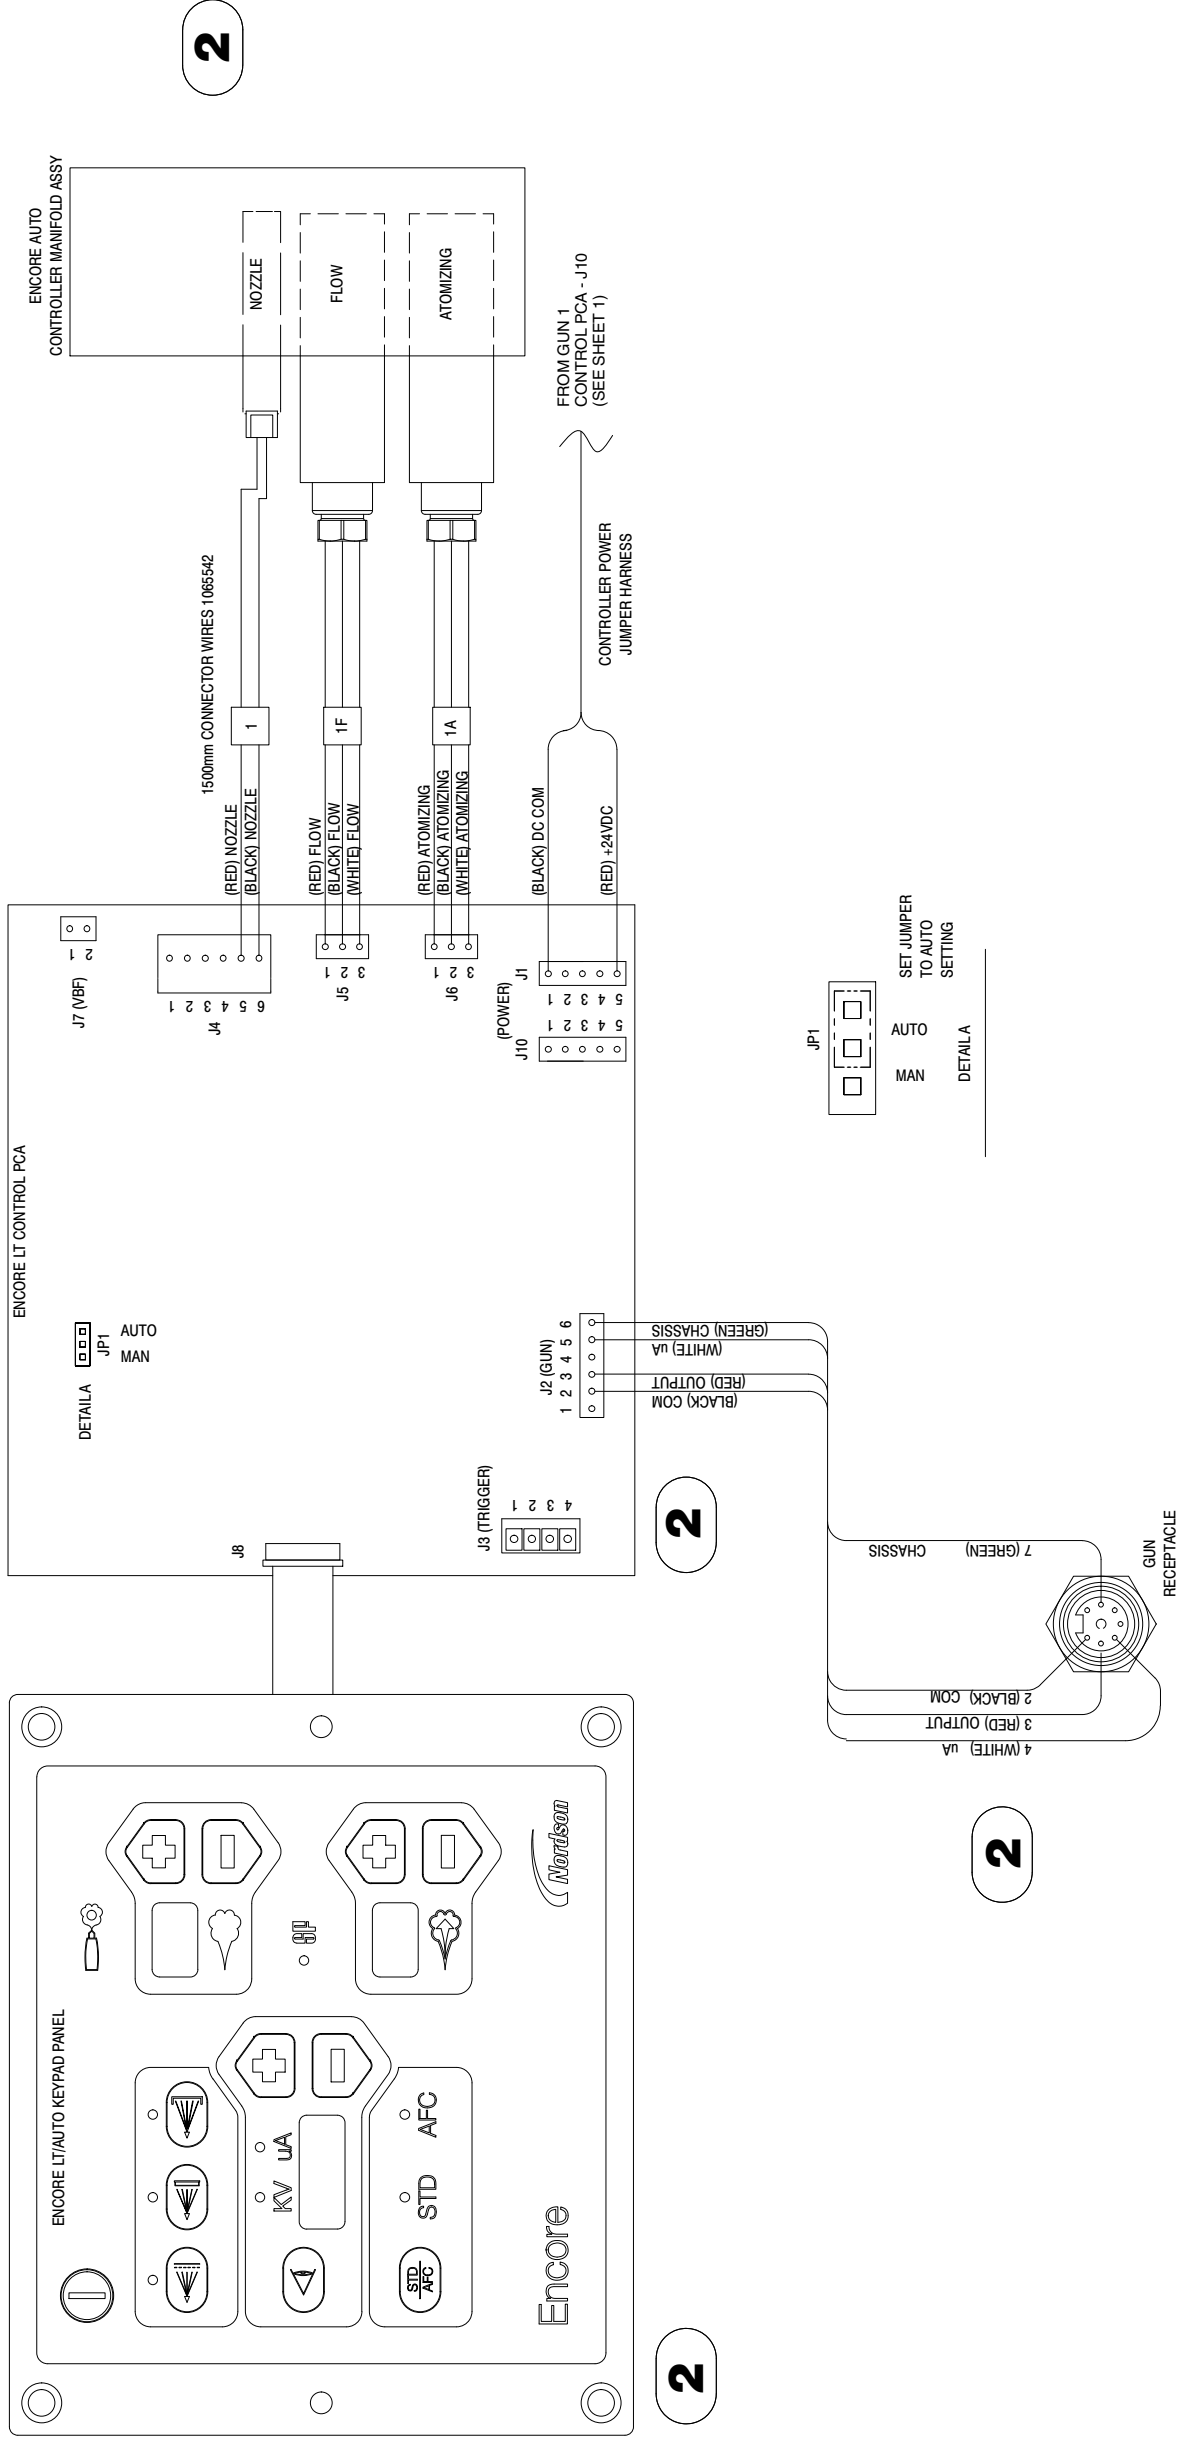 2
ENCORE AUTO
CONTROLLER MANIFOLD ASSY
NOZZLE
FLOW
ATOMIZING
FROM GUN 1
CONTROL PCA - J10
(SEE SHEET 1)
1500mm CONNECTOR WIRES 1065542
1
1F
1A
CONTROLLER POWER
JUMPER HARNESS
(RED) NOZZLE
(BLACK) NOZZLE
(RED) FLOW
(BLACK) FLOW
(WHITE) FLOW
(RED) ATOMIZING
(BLACK) ATOMIZING
(WHITE) ATOMIZING
(BLACK) DC COM
(RED) +24VDC
ENCORE LT CONTROL PCA
J7 (VBF)
1 2
J4
1 2 3 4 5 6
J5
1 2 3
J6
1 2 3
(POWER)
J1
1 2 3 4 5
J10
1 2 3 4 5
DETAIL A
JP1
MAN
AUTO
J2 (GUN)
1 2 3 4 5 6
(GREEN) CHASSIS
(WHITE) uA
(RED) OUTPUT
(BLACK) COM
J3 (TRIGGER)
1 2 3 4
J8
2
JP1
MAN
AUTO
SET JUMPER
TO AUTO
SETTING
DETAIL A
7 (GREEN) CHASSIS
2 (BLACK) COM
3 (RED) OUTPUT
4 (WHITE) uA
GUN
RECEPTACLE
2
ENCORE LT/AUTO KEYPAD PANEL
KV
uA
STD
AFC
STD
AFC
Encore
Nordson
2